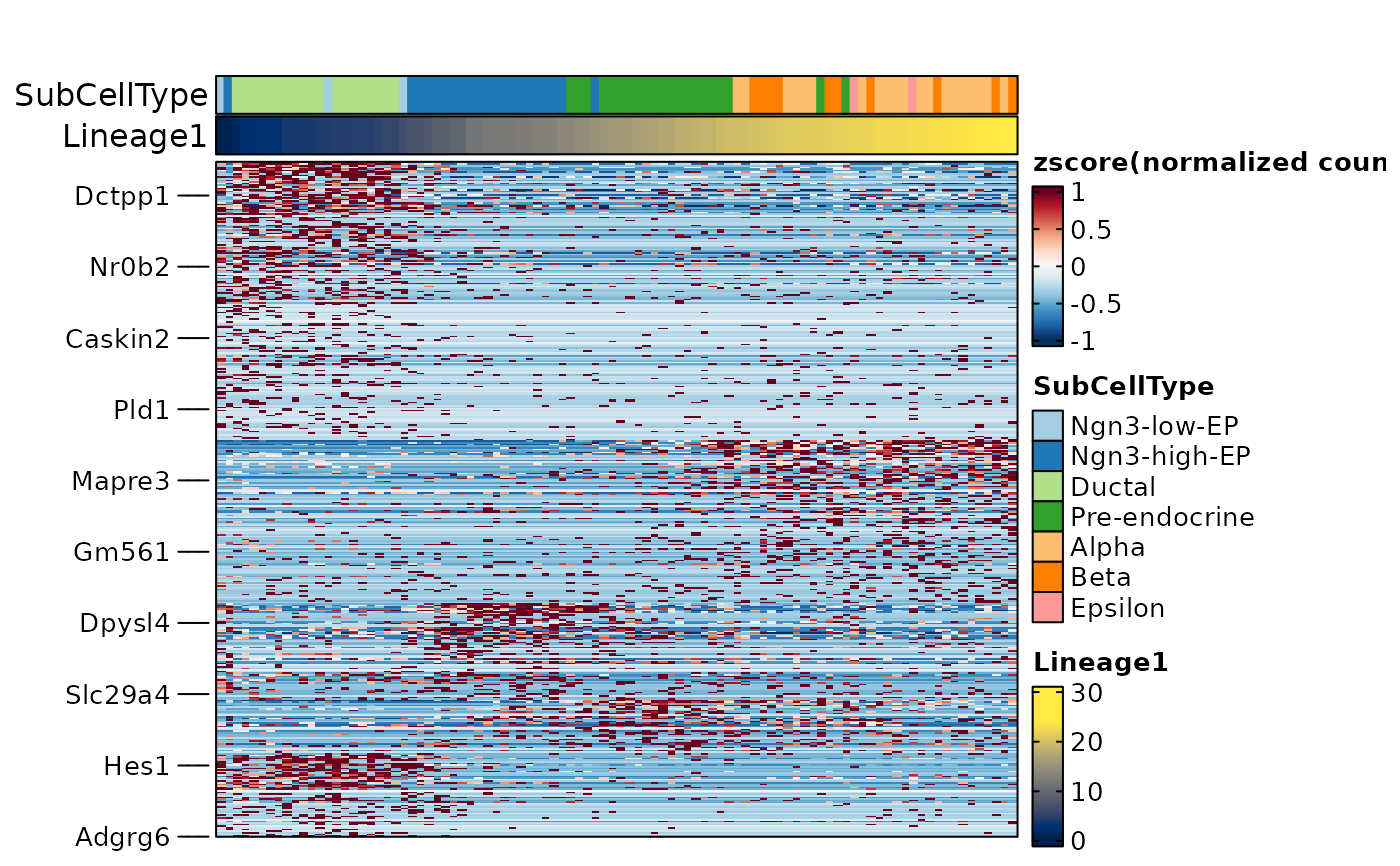 SubCellType
Lineage1
Dctpp1
Nr0b2
Caskin2
Pld1
Mapre3
Gm561
Dpysl4
Slc29a4
Hes1
Adgrg6
zscore(normalized coun
1
0.5
0
-0.5
-1
SubCellType
Ngn3-low-EP
Ngn3-high-EP
Ductal
Pre-endocrine
Alpha
Beta
Epsilon
Lineage1
30
20
10
0